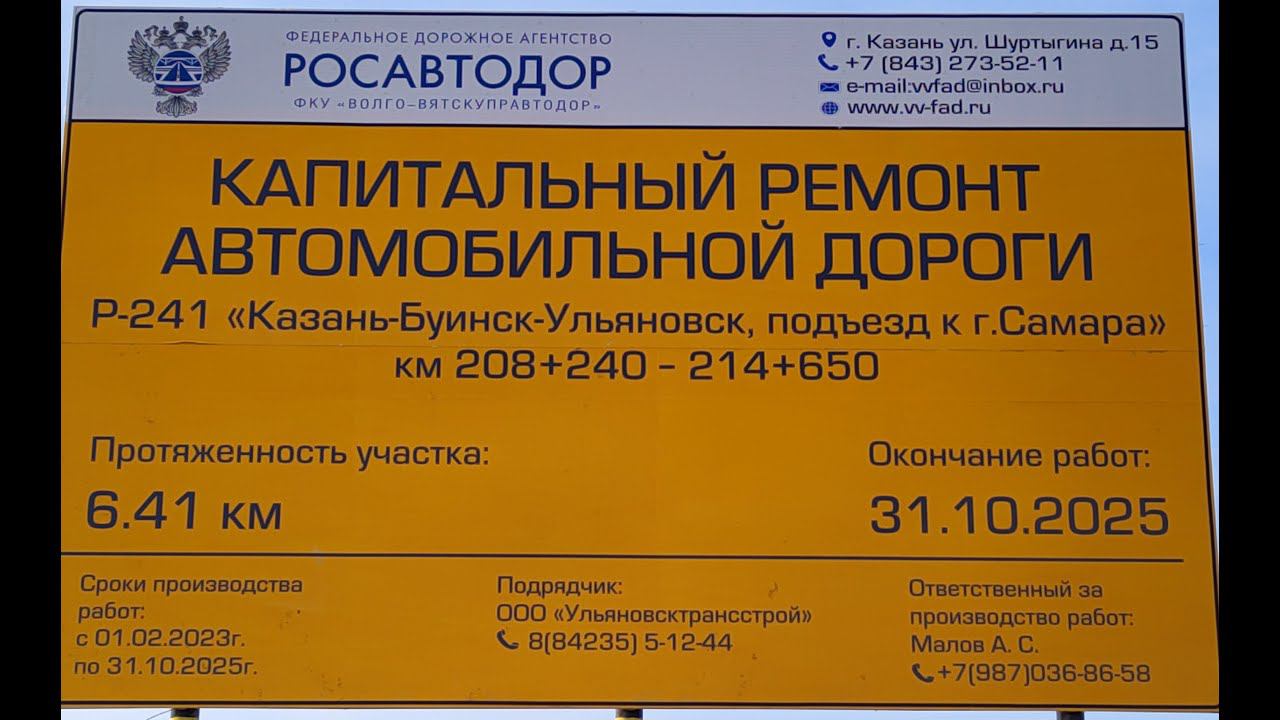 ФЕДЕРАЛЬНОЕ ДОРОЖНОЕ АГЕНТСТВО
РОСАВТОДОР
ФКУ «ВОЛГО-ВЯТСКУПРАВТОДОР»
г. Казань ул. Шуртыгина д.15
+7 (843) 273-52-11
e-mail:vvfad@inbox.ru
www.vv-fad.ru
КАПИТАЛЬНЫЙ РЕМОНТ
АВТОМОБИЛЬНОЙ ДОРОГИ
Р-241 «Казань-Буинск-Ульяновск, подъезд к г.Самара»
км 208+240 - 214+650
Протяженность участка:
6.41 км
Окончание работ:
31.10.2025
Сроки производства
работ:
с 01.02.2023г.
по 31.10.2025г.
Подрядчик:
ООО «Ульяновсктрансстрой»
8(84235) 5-12-44
Ответственный за
производство работ:
Малов А. С.
+7(987)036-86-58